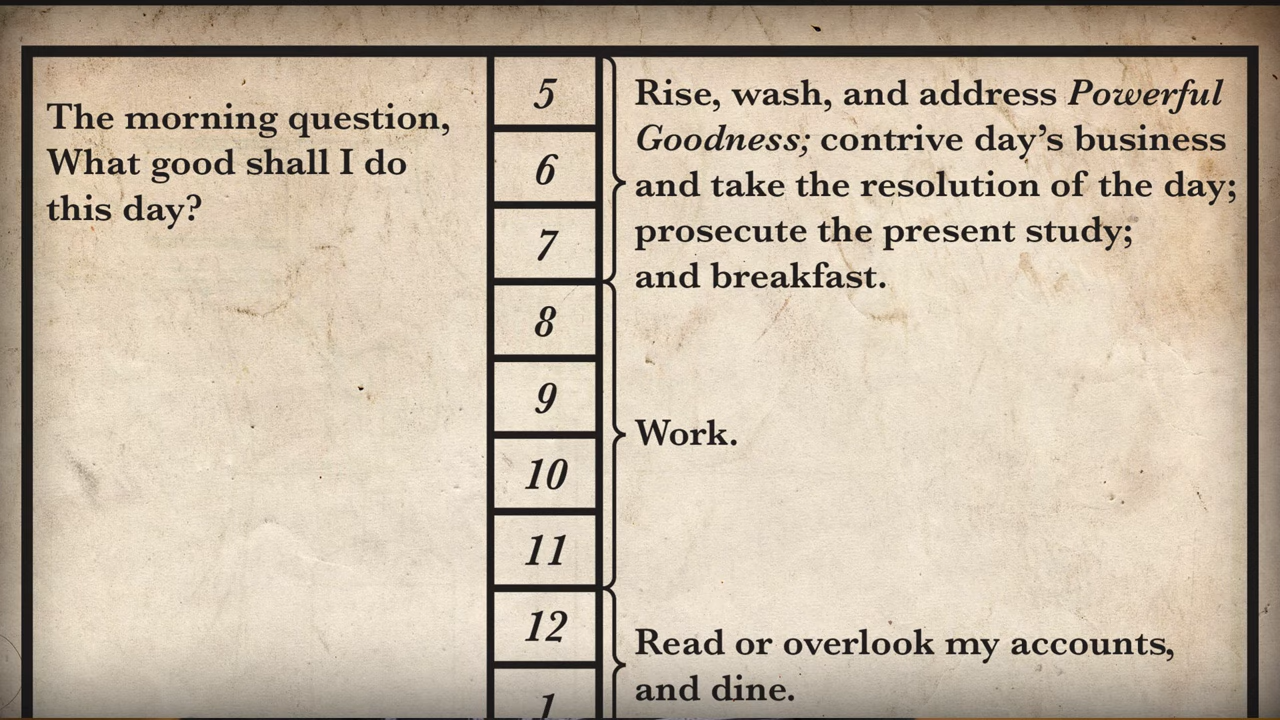 The morning question,
What good shall I do
this day?
5
6
7
8
9
10
11
12
1
Rise, wash, and address Powerful
Goodness; contrive day’s business
and take the resolution of the day;
prosecute the present study;
and breakfast.
Work.
Read or overlook my accounts,
and dine.